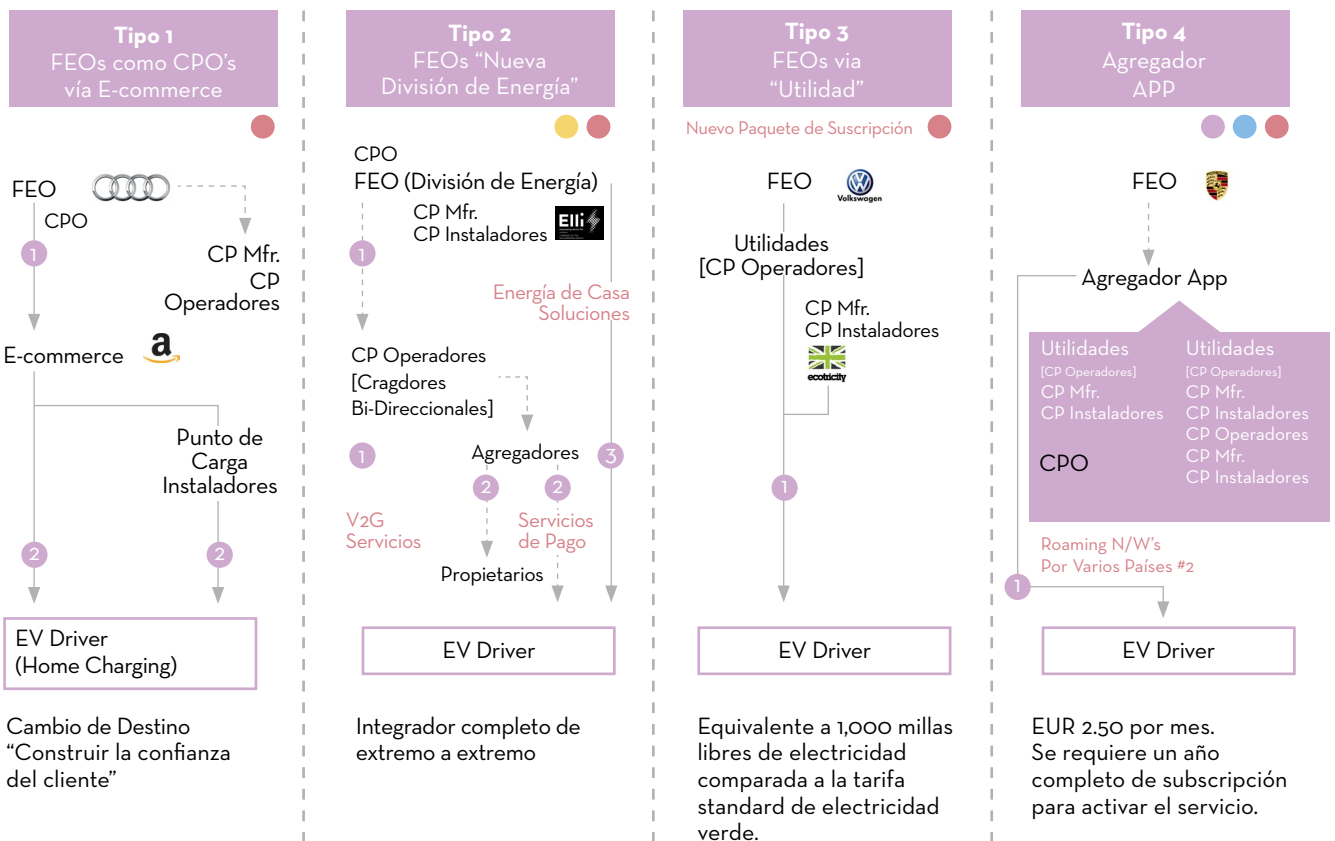 Tipo 1
FEOs como CPO's
vía E-commerce
FEO
CPO
1
CP Mfr.
CP
Operadores
E-commerce
a
Punto de
Carga
Instaladores
2
2
EV Driver
(Home Charging)
Cambio de Destino
“Construir la confianza
del cliente”
Tipo 2
FEOs “Nueva
División de Energía”
CPO
FEO (División de Energía)
CP Mfr.
CP Instaladores
Elli
1
Energía de Casa
Soluciones
CP Operadores
[Cragdores
Bi-Direccionales]
1
Agregadores
3
2
2
V2G
Servicios
Servicios
de Pago
Propietarios
EV Driver
Integrador completo de
extremo a extremo
Tipo 3
FEOs via
“Utilidad”
Nuevo Paquete de Suscripción
FEO
Volkswagen
Utilidades
[CP Operadores]
CP Mfr.
CP Instaladores
ecotricity
1
EV Driver
Equivalente a 1,000 millas
libres de electricidad
comparada a la tarifa
standard de electricidad
verde.
Tipo 4
Agregador
APP
FEO
Agregador App
Utilidades
[CP Operadores]
CP Mfr.
CP Instaladores
CPO
Utilidades
[CP Operadores]
CP Mfr.
CP Instaladores
CP Operadores
CP Mfr.
CP Instaladores
Roaming N/W's
Por Varios Países #2
1
EV Driver
EUR 2.50 por mes.
Se requiere un año
completo de subscripción
para activar el servicio.